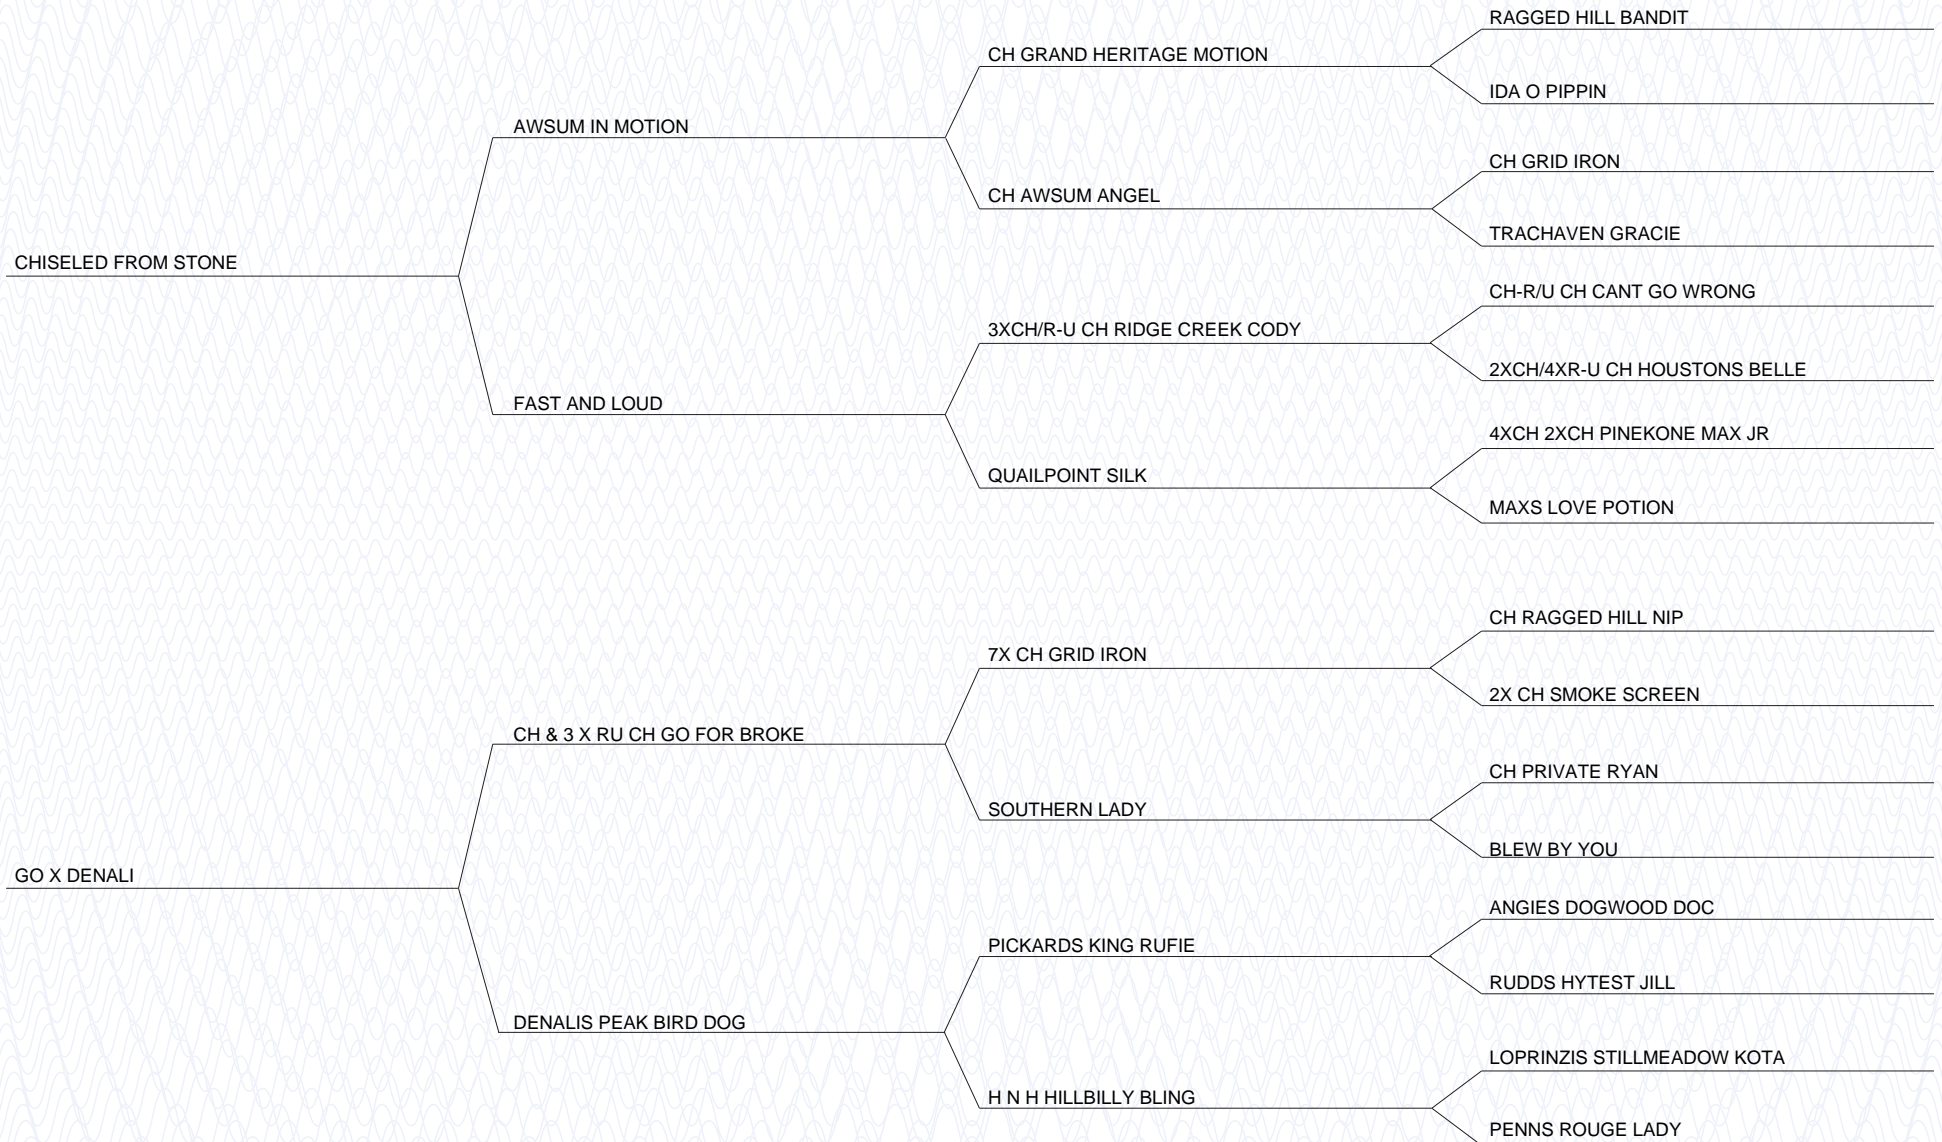 RAGGED HILL BANDIT
CH GRAND HERITAGE MOTION
IDA O PIPPIN
AWSUM IN MOTION
CH GRID IRON
CH AWSUM ANGEL
TRACHAVEN GRACIE
CHISELED FROM STONE
CH-R/U CH CANT GO WRONG
3XCH/R-U CH RIDGE CREEK CODY
2XCH/4XR-U CH HOUSTONS BELLE
FAST AND LOUD
4XCH 2XCH PINEKONE MAX JR
QUAILPOINT SILK
MAXS LOVE POTION
CH RAGGED HILL NIP
7X CH GRID IRON
2X CH SMOKE SCREEN
CH & 3 X RU CH GO FOR BROKE
CH PRIVATE RYAN
SOUTHERN LADY
BLEW BY YOU
GO X DENALI
ANGIES DOGWOOD DOC
PICKARDS KING RUFIE
RUDDS HYTEST JILL
DENALIS PEAK BIRD DOG
LOPRINZIS STILLMEADOW KOTA
H N H HILLBILLY BLING
PENNS ROUGE LADY